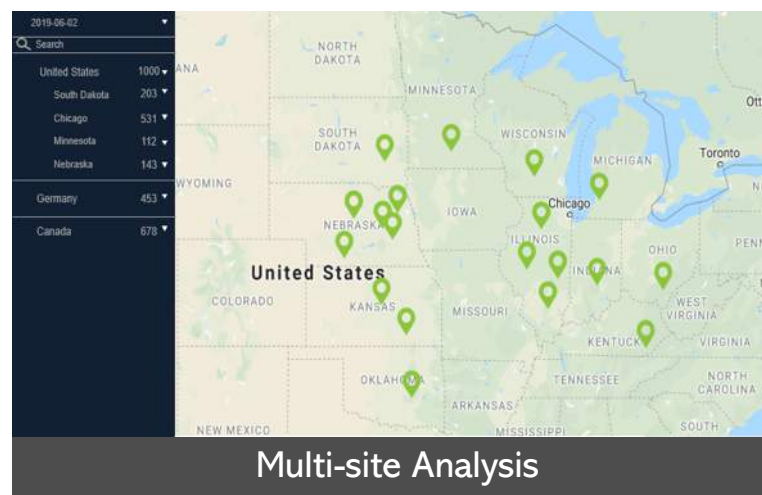 2019-06-02
Search
United States 1000
South Dakota 203
Chicago 531
Minnesota 112
Nebraska 143
Germany 453
Canada 678
ANA
NORTH
DAKOTA
MINNESOTA
Ott
SOUTH
DAKOTA
WISCONSIN
MICHIGAN
Toronto
WYOMING
N
IOWA
Chicago
NEBRASKA
ILLINOIS
OHIO
PENN
United States
INDIANA
COLORADO
KANSAS
MISSOURI
WEST
VIRGINIA
KENTUCKY
VIRGINIA
OKLAHOMA
TENNESSEE
NORTH
CAROLINA
ARKANSAS
NEW MEXICO
MISSISSIPPI
SOUTH
Multi-site Analysis